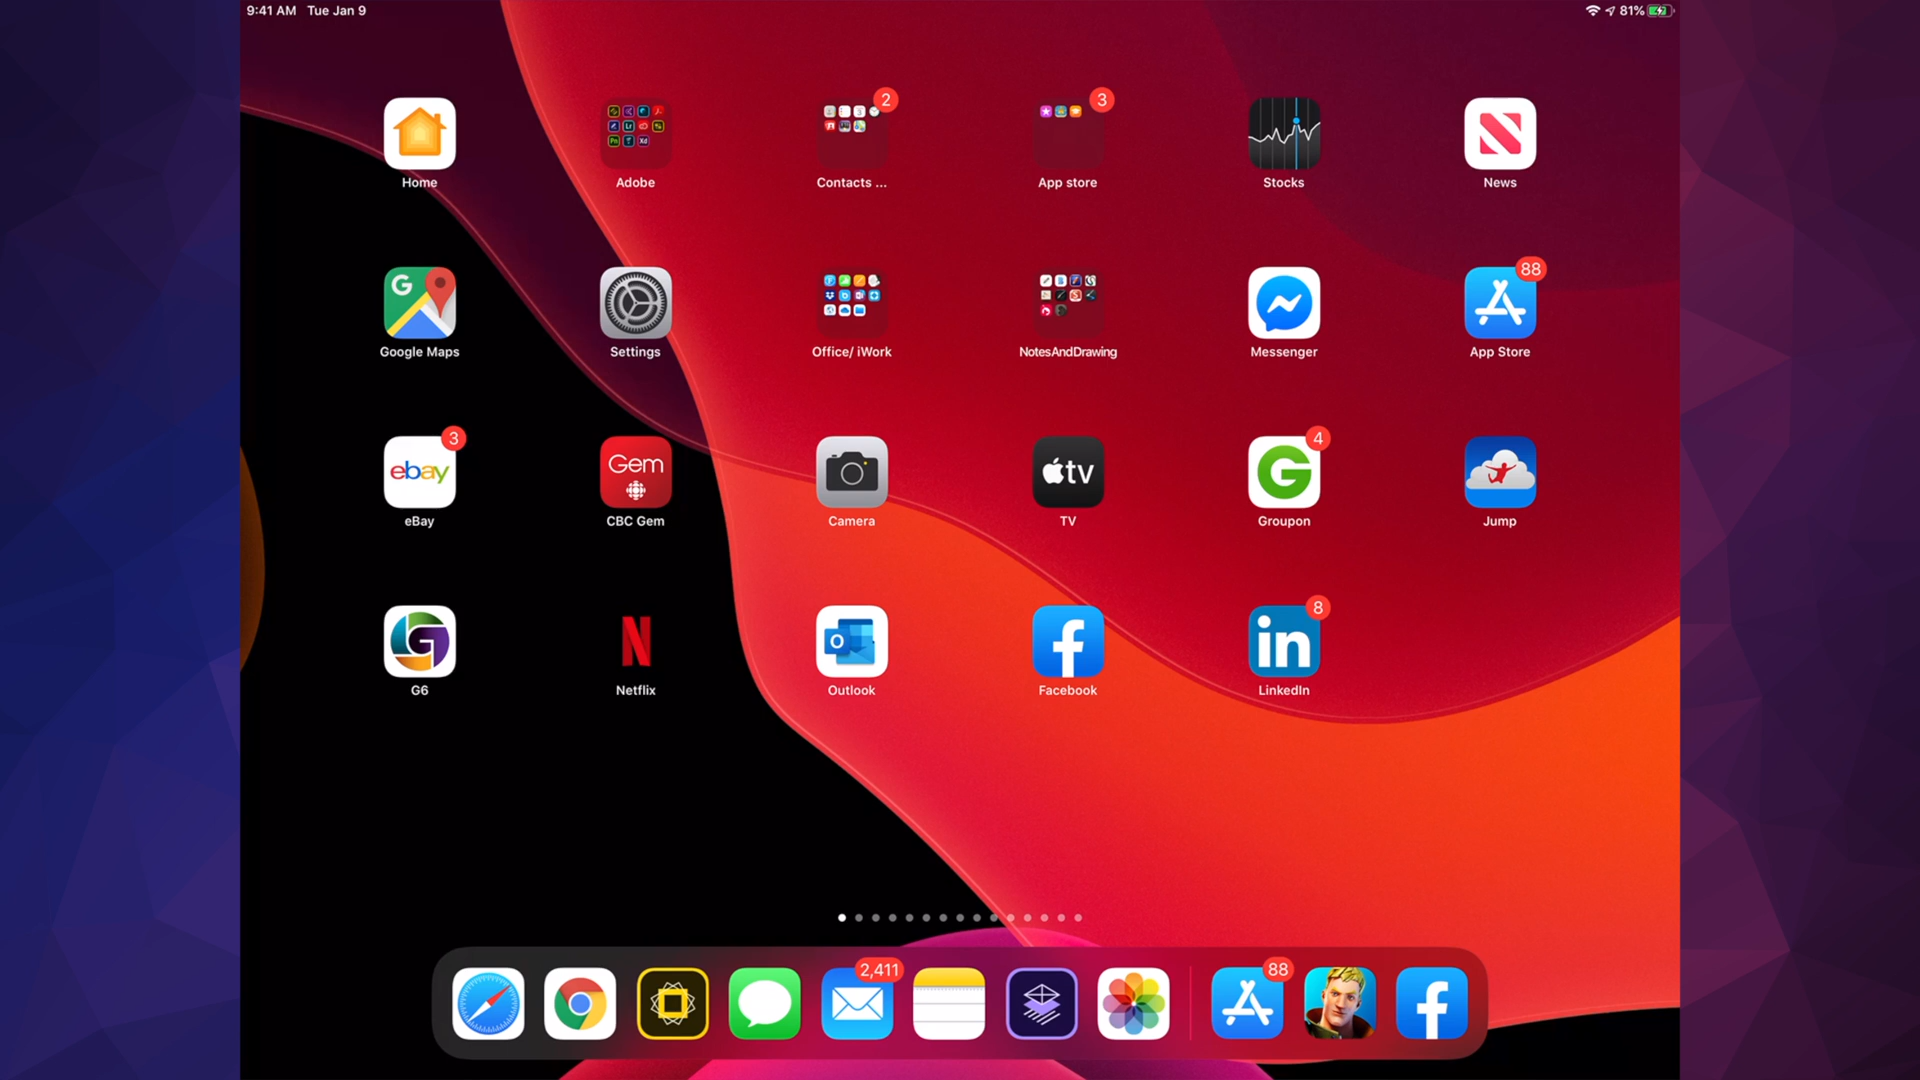 9:41 AM Tue Jan 9
81%
2
3
Home
Adobe
Contacts ...
App store
Stocks
News
G
88
Google Maps
Settings
Office/ iWork
NotesAndDrawing
Messenger
App Store
3
4
ebay
Gem
tv
G
eBay
CBC Gem
Camera
TV
Groupon
Jump
8
G
N
O
f
in
G6
Netflix
Outlook
Facebook
LinkedIn
2,411
88
f